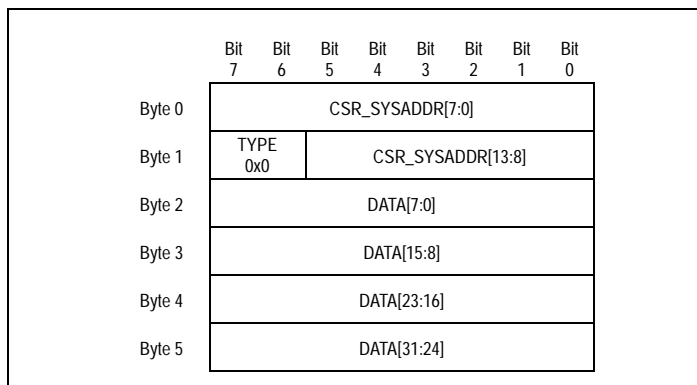 Bit Bit Bit Bit Bit Bit Bit Bit
7 6 5 4 3 2 1 0
Byte 0 CSR_SYSADDR[7:0]
Byte 1 TYPE 0x0 CSR_SYSADDR[13:8]
Byte 2 DATA[7:0]
Byte 3 DATA[15:8]
Byte 4 DATA[23:16]
Byte 5 DATA[31:24]